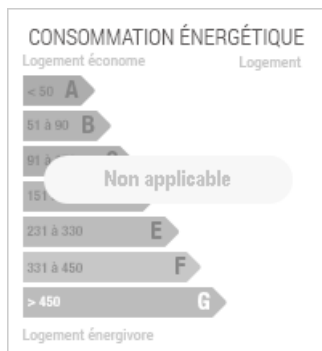 CONSOMMATION ÉNERGÉTIQUE
Logement économe Logement
< 50 A
51 à 90 B
91 à
Non applicable
151
231 à 330 E
331 à 450 F
> 450 G
Logement énergivore